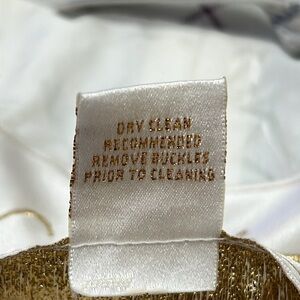 DRY CLEAN
RECOMMENDED
REMOVE BUCKLES
PRIOR TO CLEANING